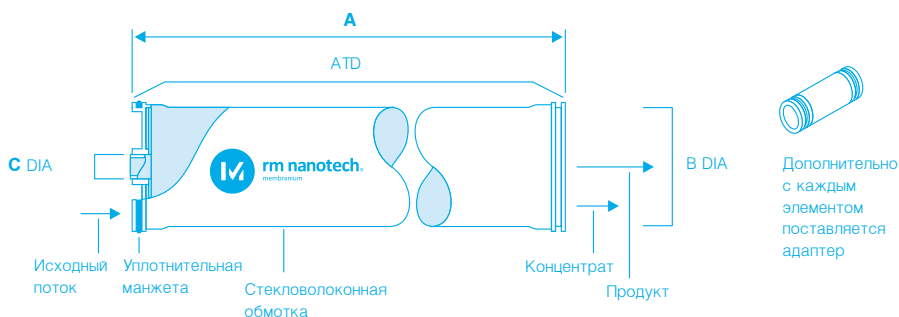 A
ATD
C DIA
rm nanotech®
membranium
B DIA
Дополнительно
с каждым
элементом
поставляется
адаптер
Исходный
поток
Уплотнительная
манжета
Стекловолоконная
обмотка
Концентрат
Продукт